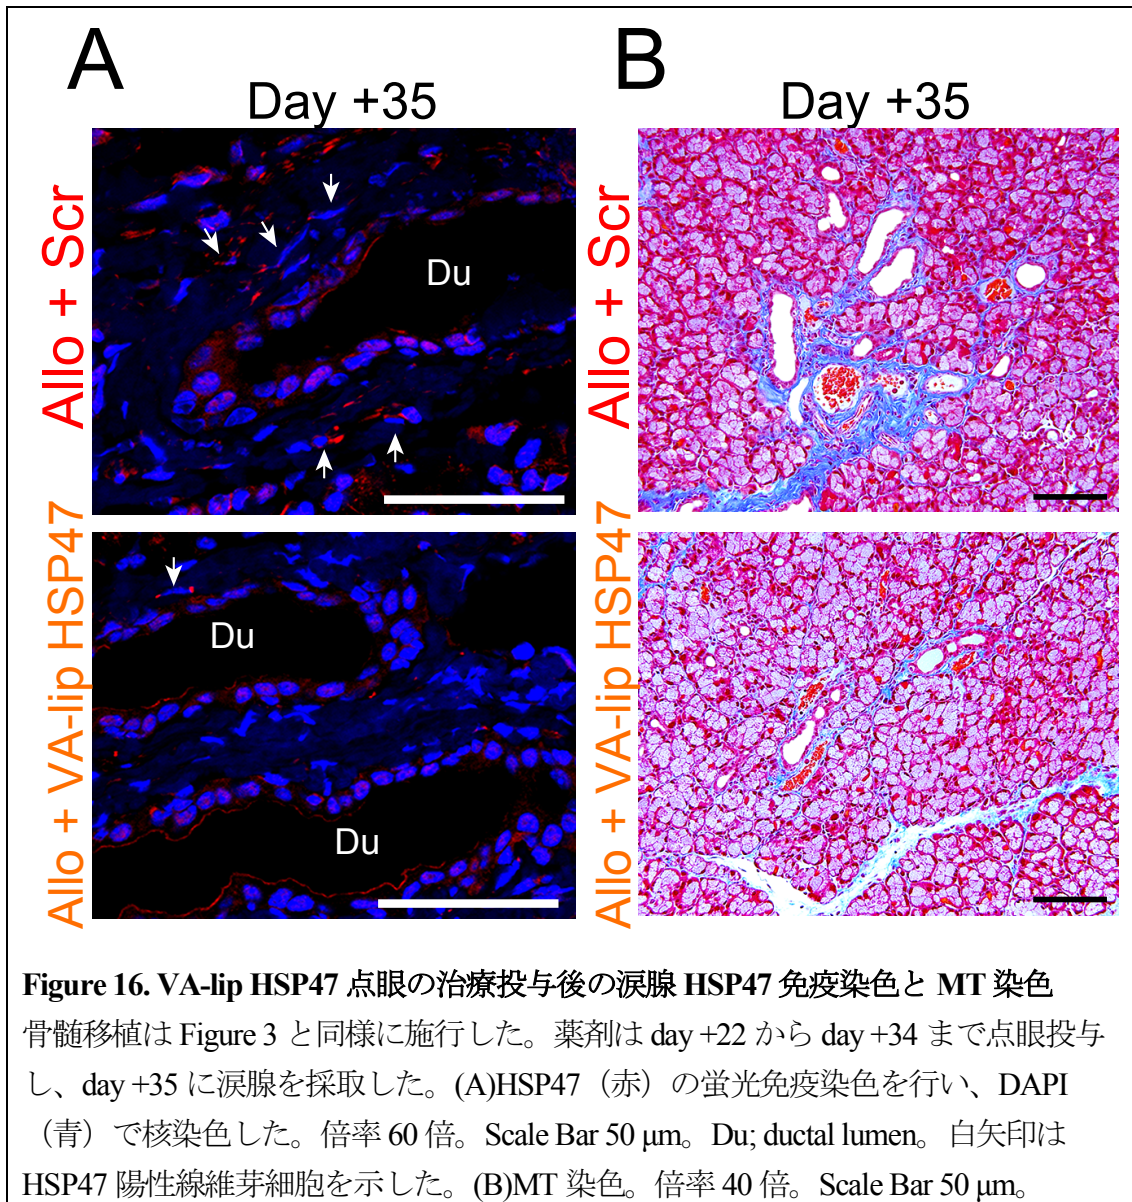 A
B
Day +35
Day +35
Allo + Scr
Du
Allo + Scr
Allo + VA-lip HSP47
Du
Du
Allo + VA-lip HSP47
Figure 16. VA-lip HSP47 点眼の治療投与後の涙腺 HSP47 免疫染色と MT 染色
骨髄移植は Figure 3 と同様に施行した。薬剤は day +22 から day +34 まで点眼投与
し、day +35 に涙腺を採取した。(A)HSP47（赤）の蛍光免疫染色を行い、DAPI
（青）で核染色した。倍率 60 倍。Scale Bar 50 μm。Du; ductal lumen。白矢印は
HSP47 陽性線維芽細胞を示した。(B)MT 染色。倍率 40 倍。Scale Bar 50 μm。